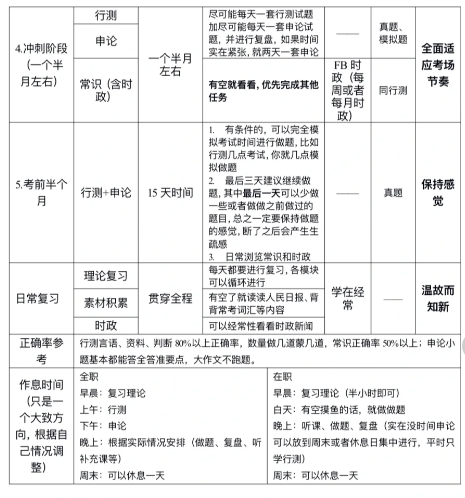 4.冲刺阶段
（一个半
月左右）
行测
申论
常识（含时
政）
一个半月
左右
尽可能每天一套行测试题
加尽可能每天一套申论试
题，并进行复盘，如果时间
实在紧张，就两天一套申论
有空就看看，优先完成其他
任务
——
FB 时
政（每
周或者
每月时
政）
真题、
模拟题
同行测
全面适
应考场
节奏
5.考前半个
月
行测+申论
15 天时间
1. 有条件的，可以完全模
拟考试时间进行做题，比如
行测几点考试，你就几点模
拟做题
2. 最后三天建议继续做
题，其中最后一天可以少做
一些或者做做之前做过的
题目，总之一定要保持做题
的感觉，断了之后会产生生
疏感
3. 日常浏览常识和时政
——
真题
保持感
觉
日常复习
理论复习
素材积累
时政
贯穿全程
每天都要进行复习，各模块
可以循环进行
有空了就读读人民日报、背
背常考词汇等内容
可以经常性看看时政新闻
学在经
常
——
温故而
知新
正确率参
考
行测言语、资料、判断 80%以上正确率，数量做几道蒙几道，常识正确率 50%以上；申论小
题基本都能答全答准要点，大作文不跑题。
作息时间
（只是一
个大致方
向，根据自
己情况调
整）
全职
早晨：复习理论
上午：行测
下午：申论
晚上：根据实际情况安排（做题、复盘、听
补充课等）
周末：可以休息一天
在职
早晨：复习理论（半小时即可）
白天：有空摸鱼的话，就做做题
晚上：听课、做题、复盘（实在没时间申论
可以放到周末或者休息日集中进行，平时只
学行测）
周末：可以休息一天